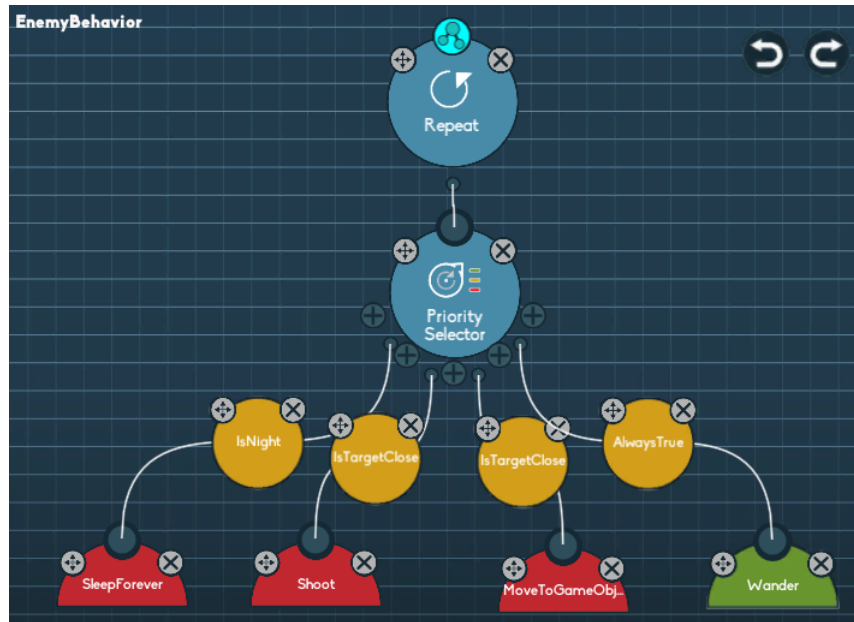 EnemyBehavior
Repeat
Priority
Selector
IsNight
IsTargetClose
IsTargetClose
AlwaysTrue
SleepForever
Shoot
MoveToGameObj...
Wander